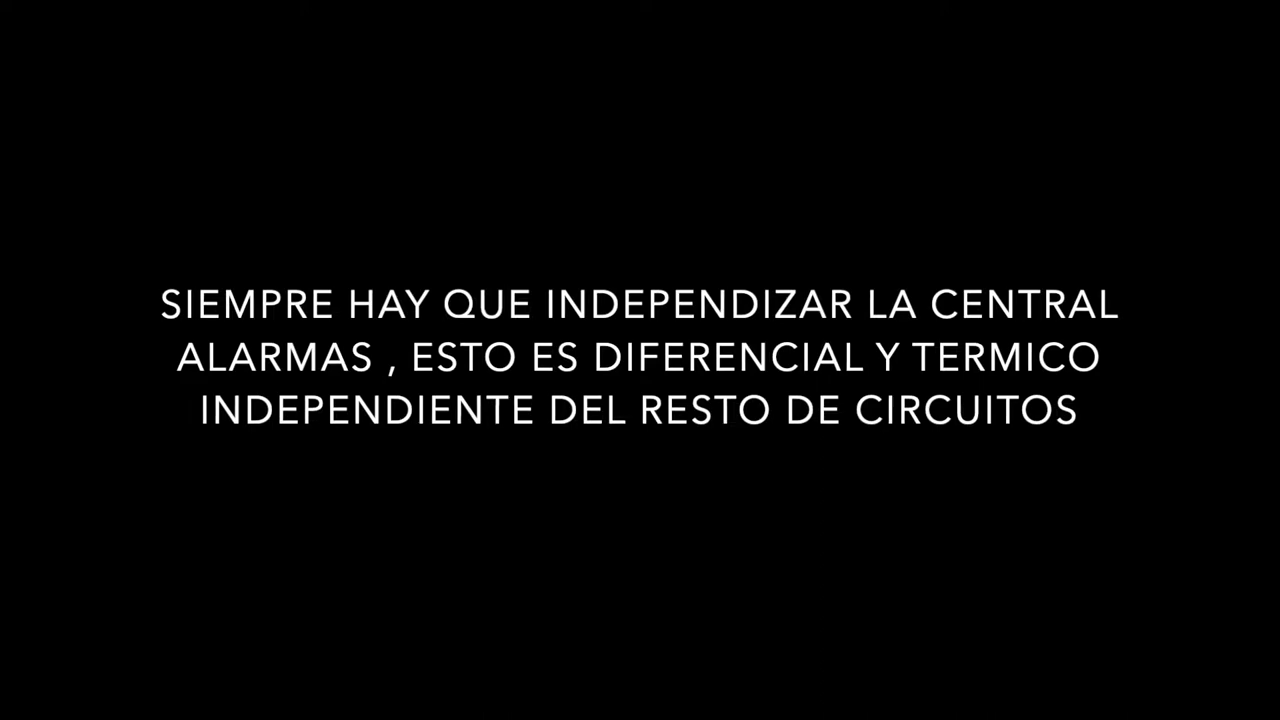 SIEMPRE HAY QUE INDEPENDIZAR LA CENTRAL
ALARMAS , ESTO ES DIFERENCIAL Y TERMICO
INDEPENDIENTE DEL RESTO DE CIRCUITOS